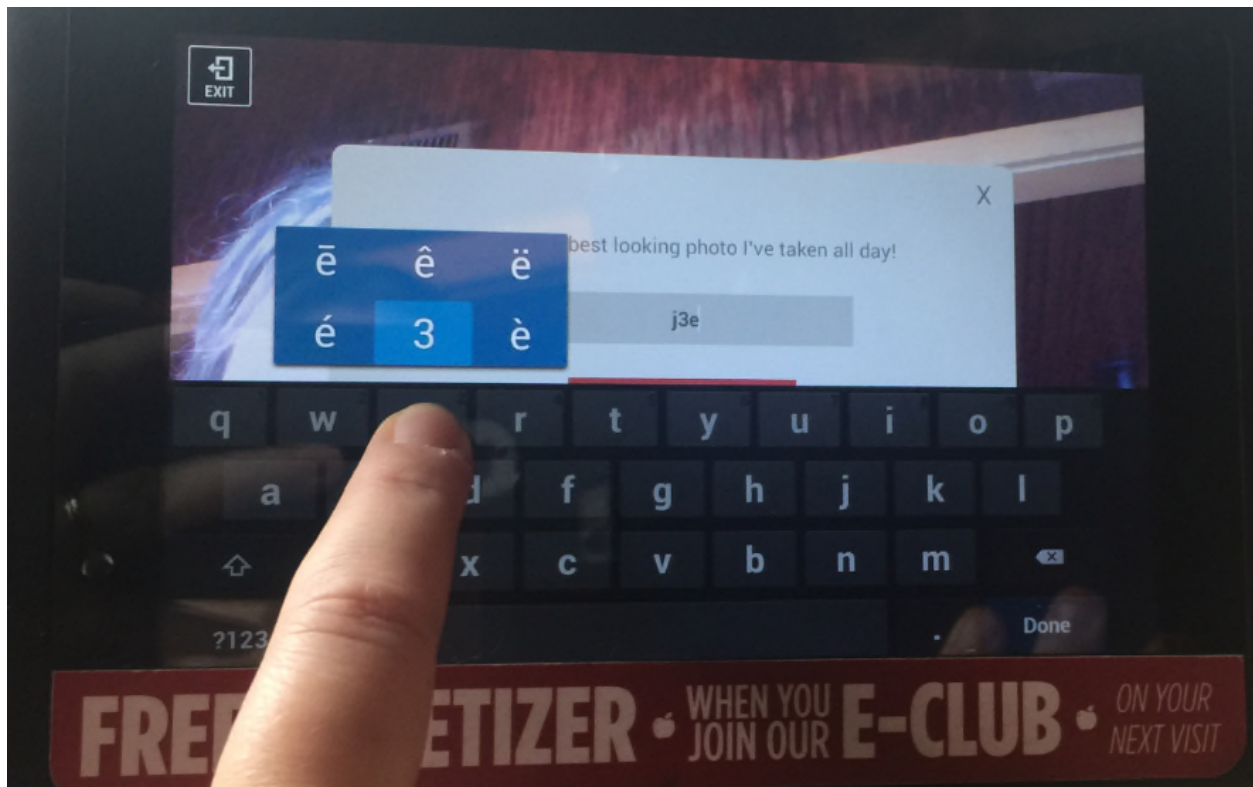 EXIT
X
best looking photo I've taken all day!
ē ê ë
é 3 è
j3e
q w r t y u i o p
a d f g h j k l
x c v b n m
?123 . Done
WHEN YOU JOIN OUR E-CLUB
ON YOUR NEXT VISIT